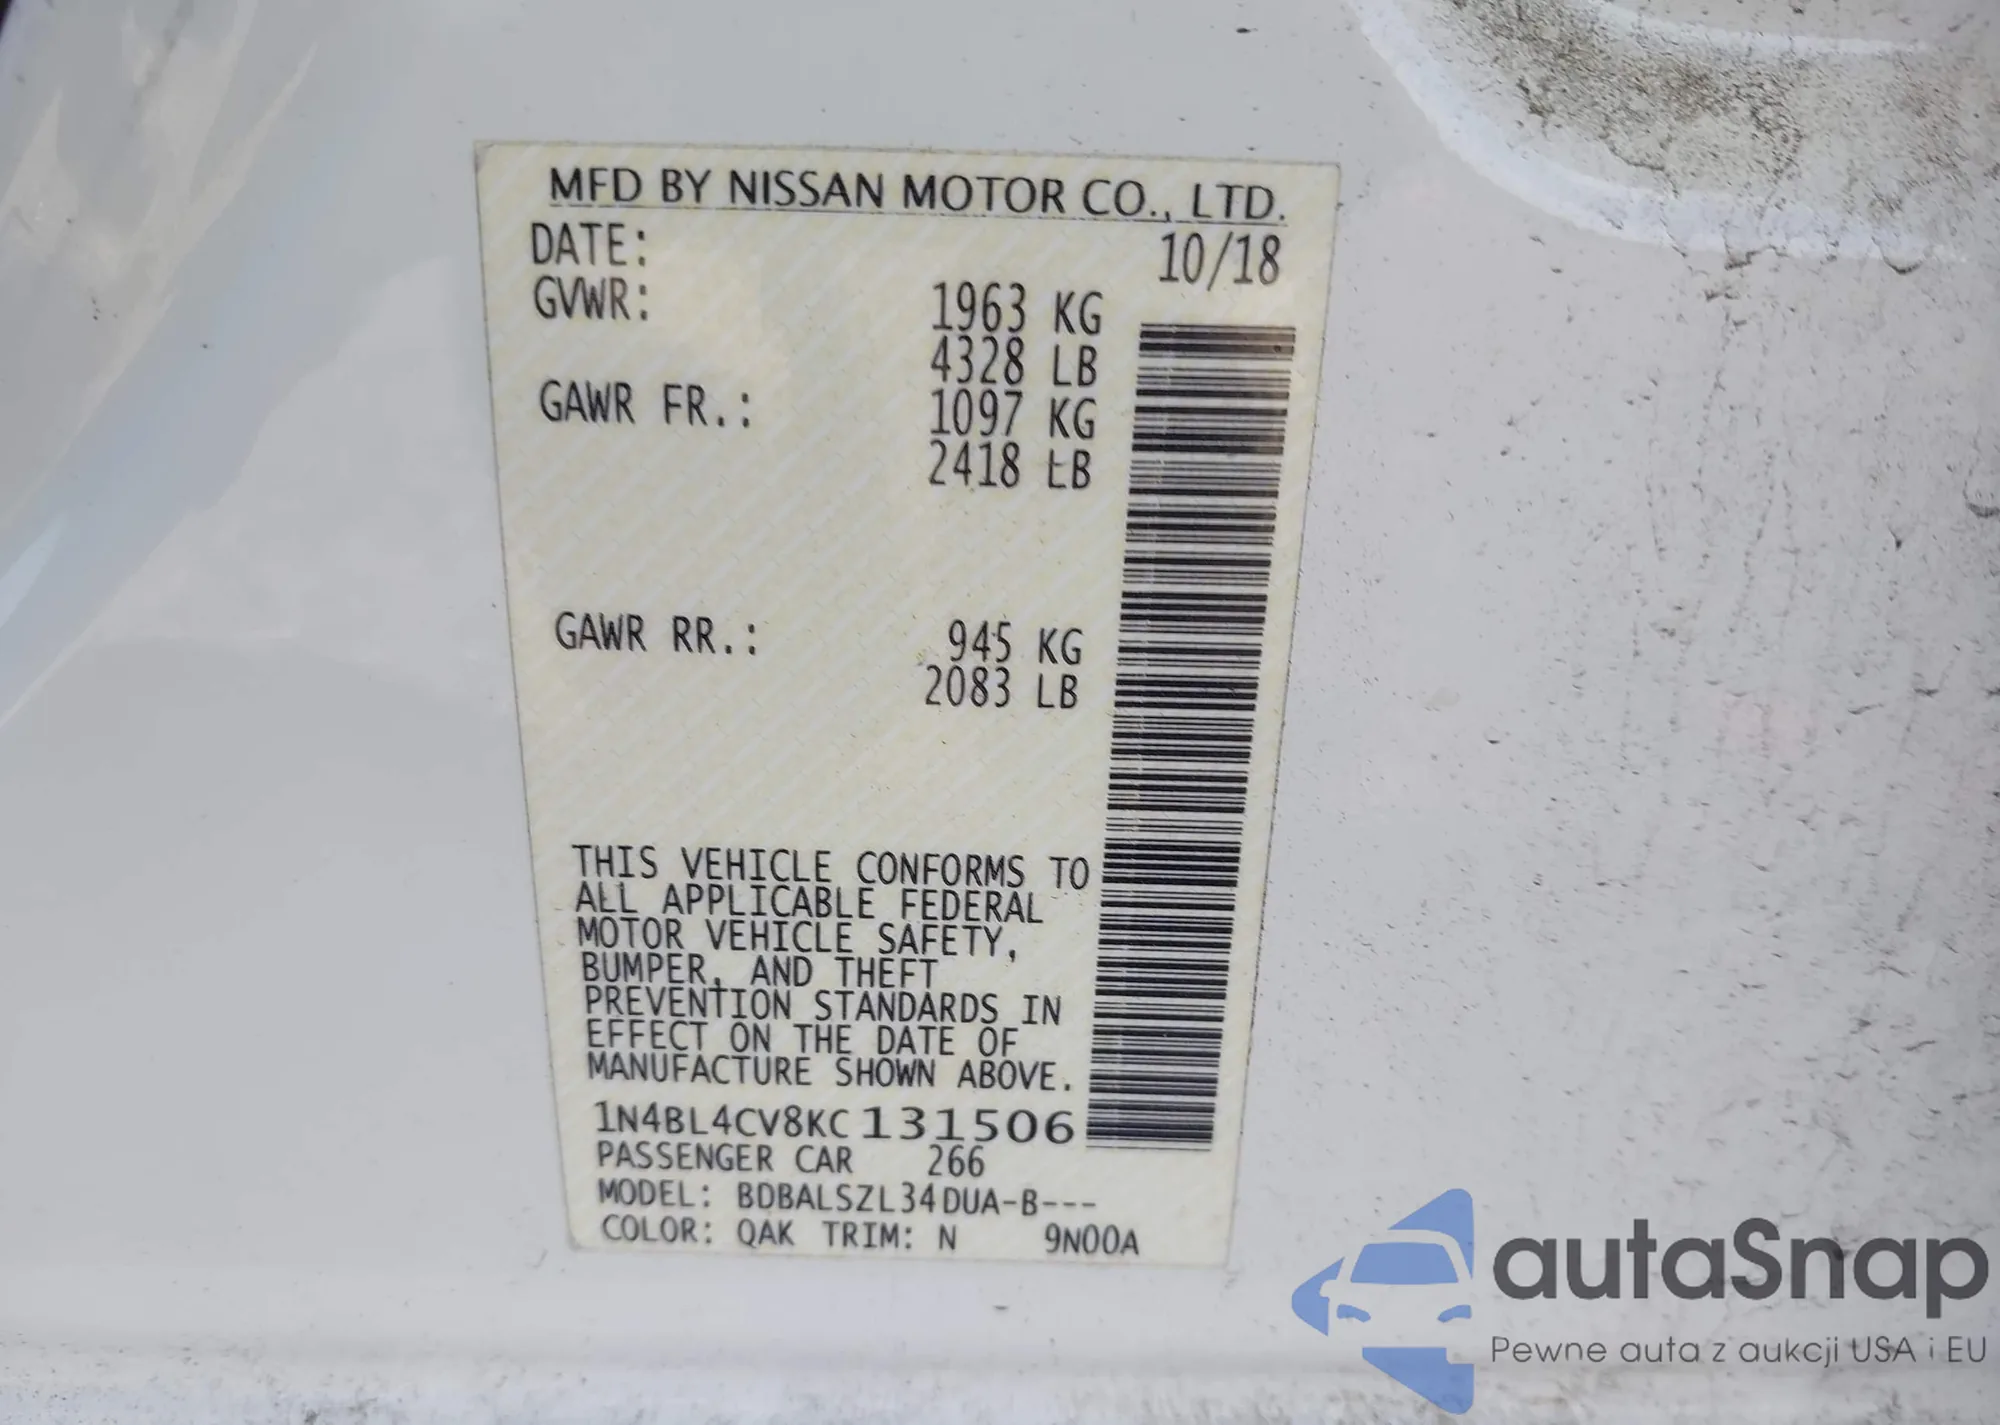 MFD BY NISSAN MOTOR CO., LTD.
DATE: 10/18
GVWR: 1963 KG
4328 LB
GAWR FR.: 1097 KG
2418 LB
GAWR RR.: 945 KG
2083 LB
THIS VEHICLE CONFORMS TO
ALL APPLICABLE FEDERAL
MOTOR VEHICLE SAFETY,
BUMPER, AND THEFT
PREVENTION STANDARDS IN
EFFECT ON THE DATE OF
MANUFACTURE SHOWN ABOVE.
1N4BL4CV8KC131506
PASSENGER CAR 266
MODEL: BDBALSZL34DUA-B---
COLOR: QAK TRIM: N 9N00A
autaSnap
Pewne auta z aukcji USA i EU